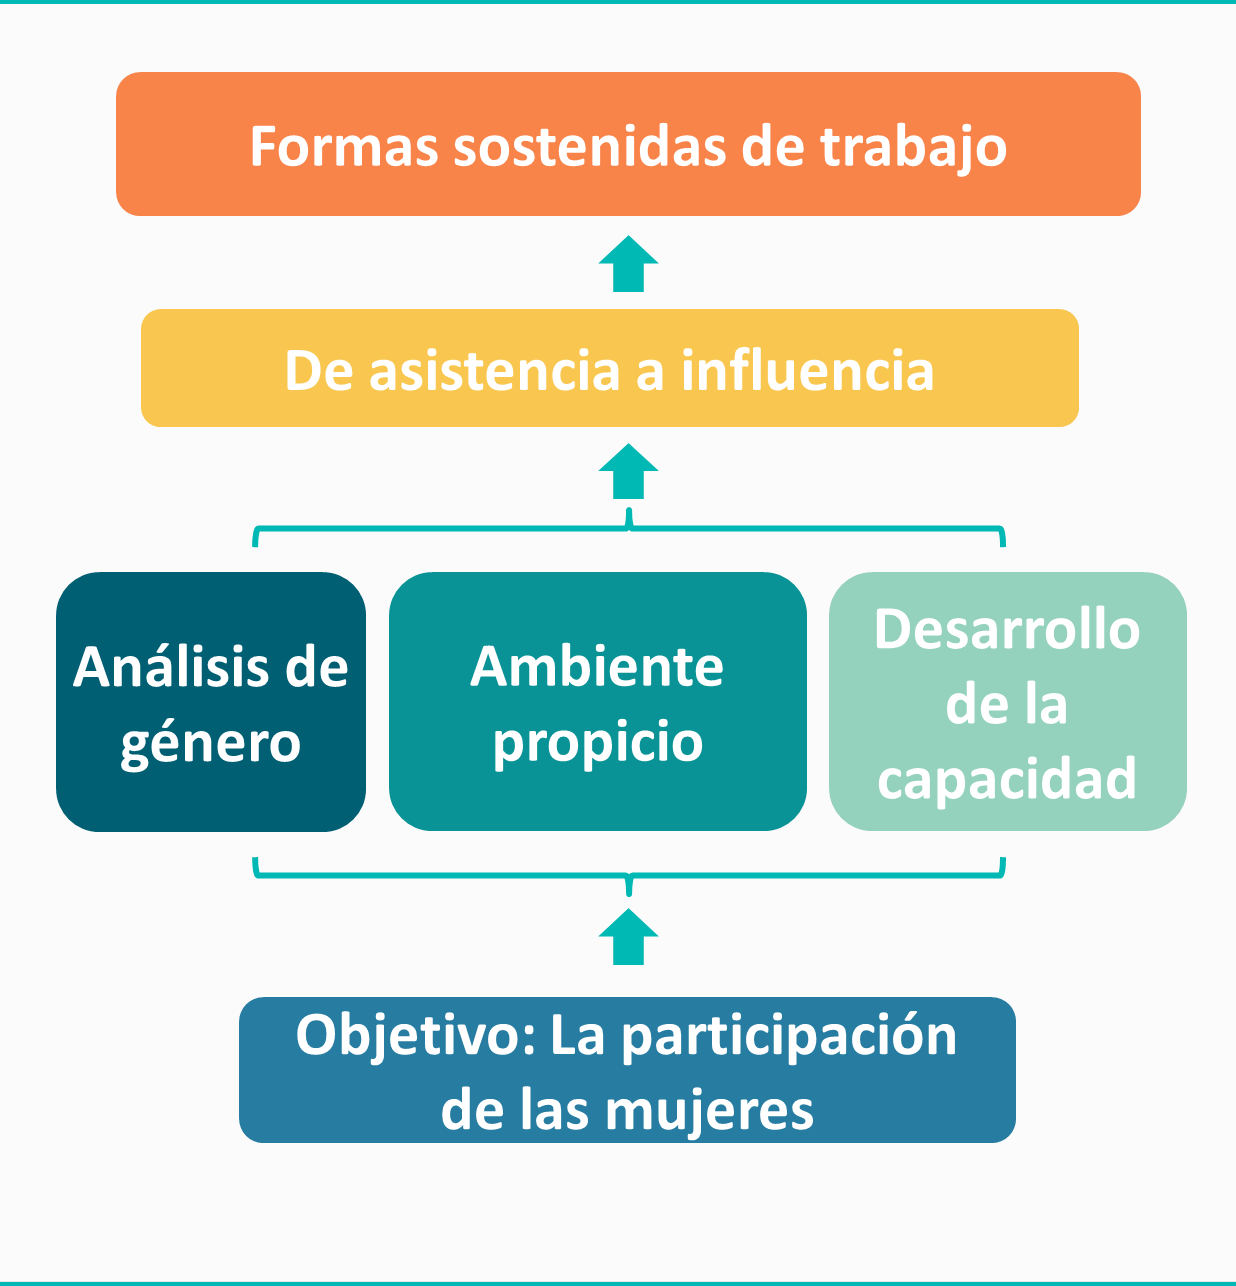 Formas sostenidas de trabajo
De asistencia a influencia
Análisis de
género
Ambiente
propicio
Desarrollo
de la
capacidad
Objetivo: La participación
de las mujeres